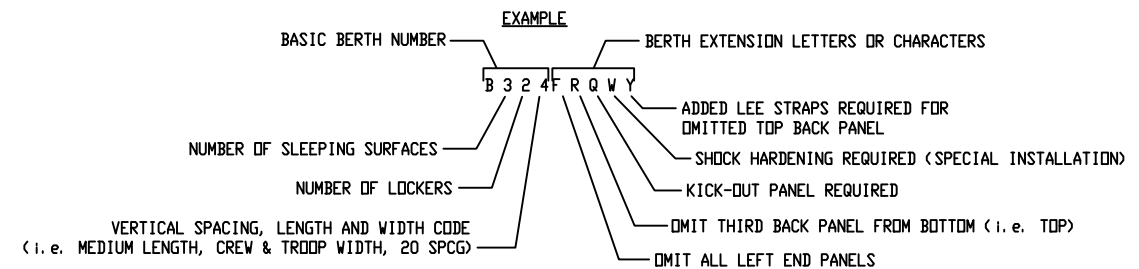 EXAMPLE
BASIC BERTH NUMBER
BERTH EXTENSION LETTERS OR CHARACTERS
B 3 2 4 F R Q W Y
ADDED LEE STRAPS REQUIRED FOR
OMITTED TOP BACK PANEL
NUMBER OF SLEEPING SURFACES
SHOCK HARDENING REQUIRED (SPECIAL INSTALLATION)
NUMBER OF LOCKERS
KICK-OUT PANEL REQUIRED
VERTICAL SPACING, LENGTH AND WIDTH CODE
(i.e. MEDIUM LENGTH, CREW & TROOP WIDTH, 20 SPCG)
OMIT THIRD BACK PANEL FROM BOTTOM (i.e. TOP)
OMIT ALL LEFT END PANELS